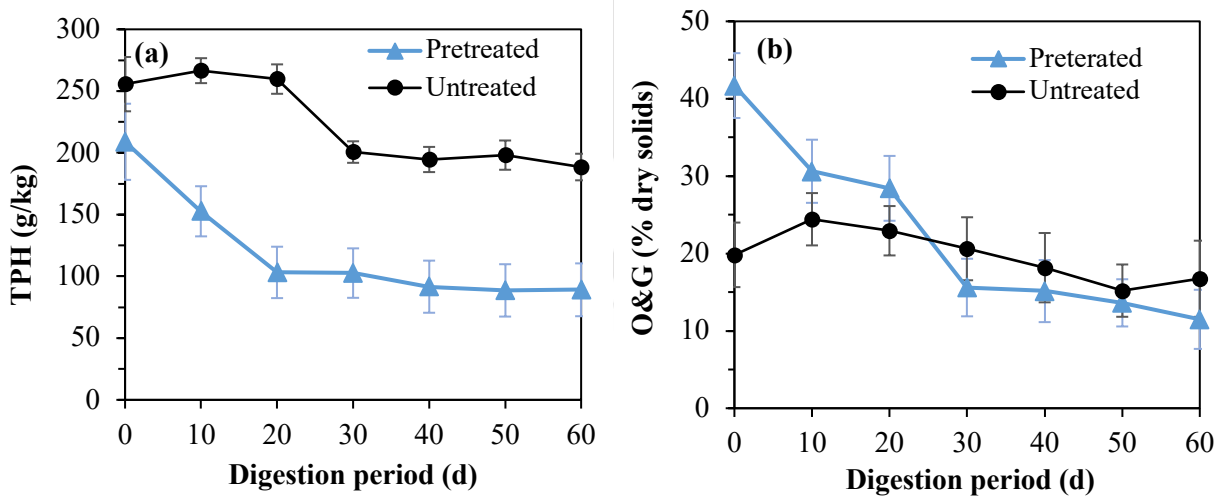 (a)
Pretreated
Untreated
TPH (g/kg)
300
250
200
150
100
50
0
0 10 20 30 40 50 60
Digestion period (d)
(b)
Preterated
Untreated
O&G (% dry solids)
50
40
30
20
10
0
0 10 20 30 40 50 60
Digestion period (d)